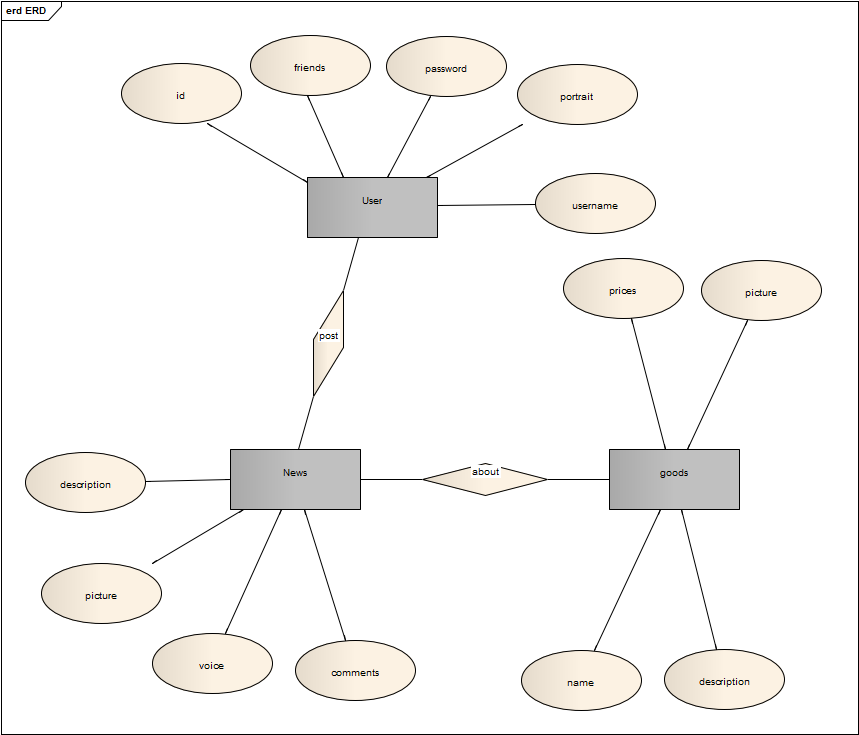 erd ERD
friends
password
id
portrait
User
username
prices
picture
post
News
about
goods
description
picture
voice
comments
name
description